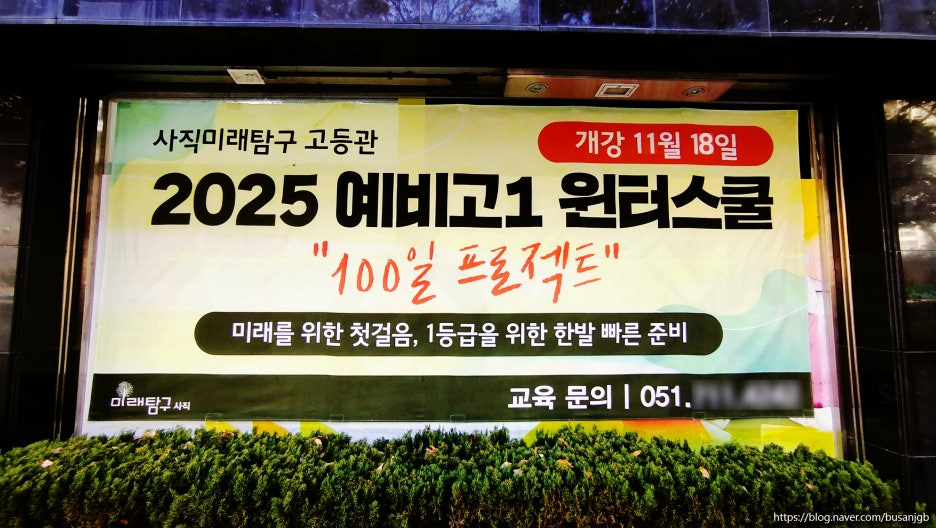 사직미래탐구 고등관
개강 11월 18일
2025 예비고1 윈터스쿨
"100일 프로젝트"
미래를 위한 첫걸음, 1등급을 위한 한발 빠른 준비
미래탐구 사직
교육 문의 | 051.
https://blog.naver.com/busanjgb